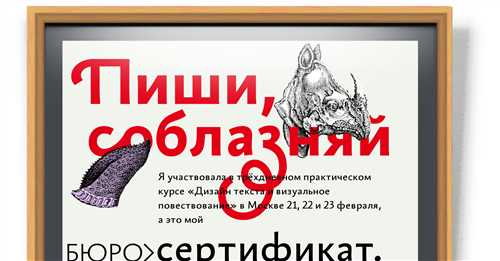 Пиши,
соблазняй
Я участвовала в трёхдневном практическом
курсе «Дизайн текста и визуальное
повествование» в Москве 21, 22 и 23 февраля,
а это мой
БЮРО>сертификат.